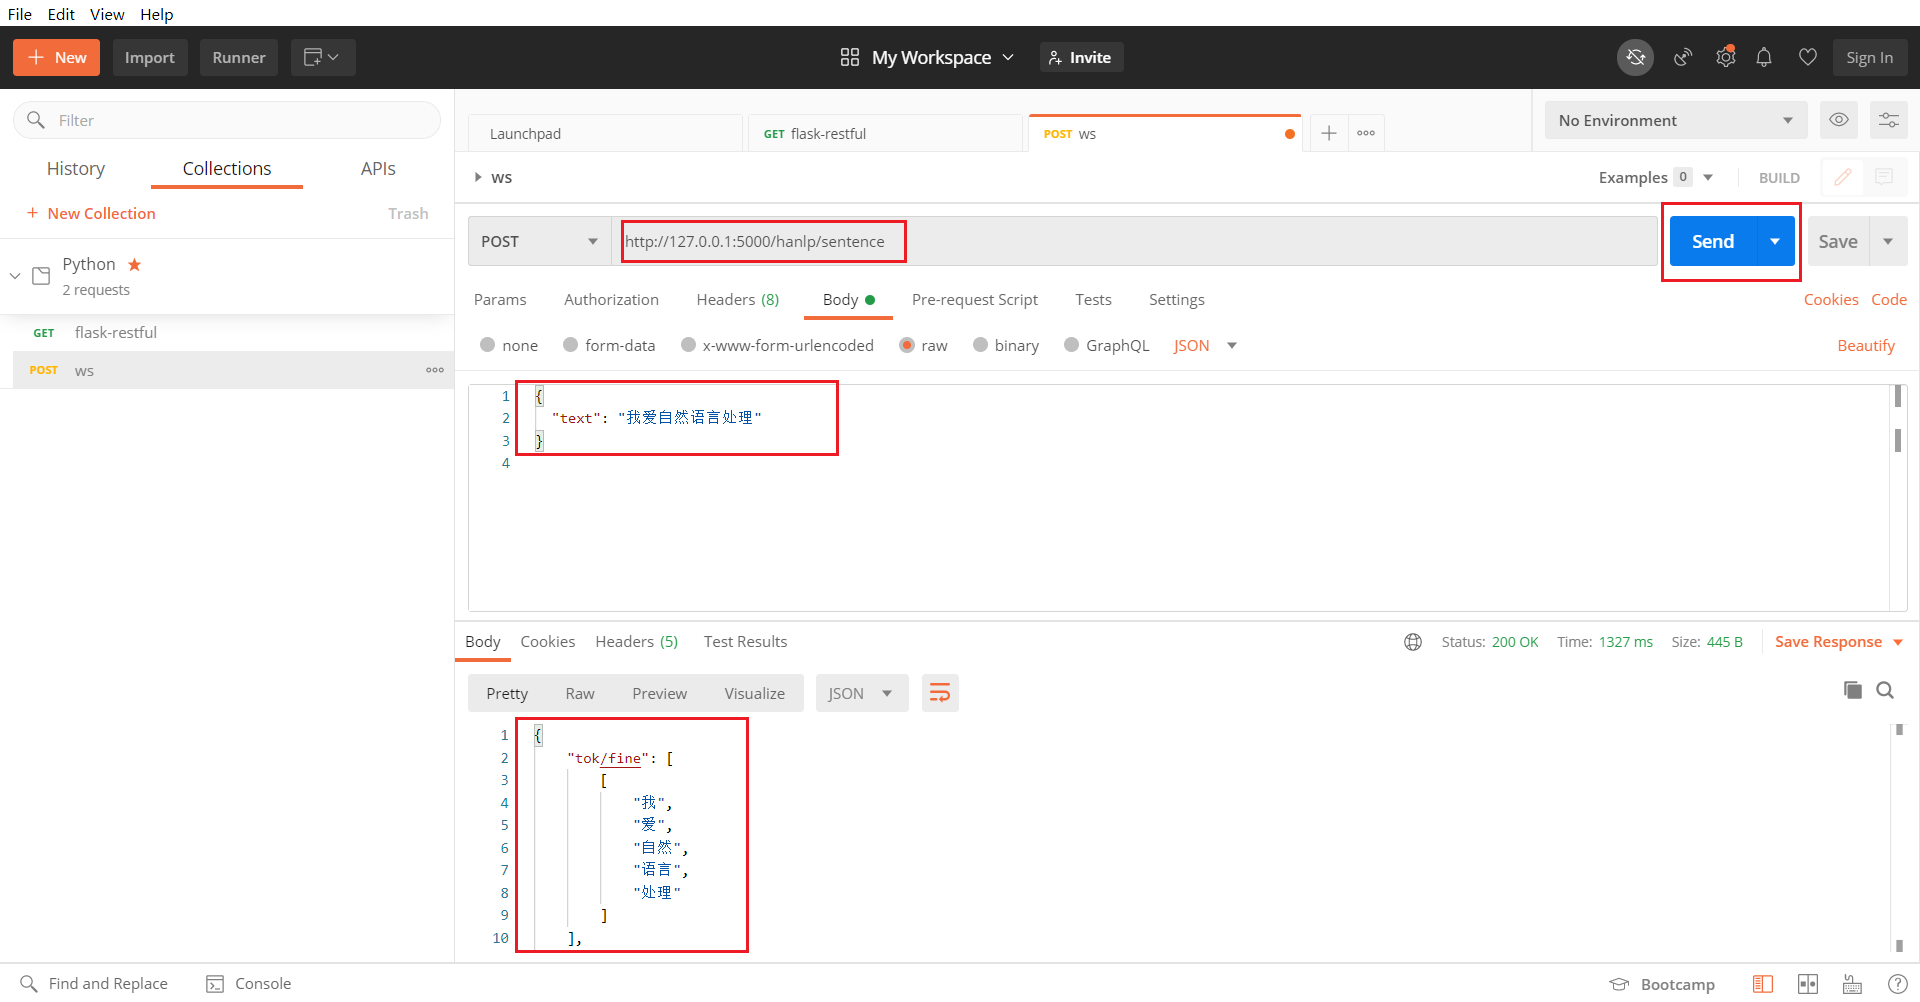 File Edit View Help
New Import Runner My Workspace Invite Sign In
Filter
History Collections APIs
New Collection Trash
Python
2 requests
GET flask-restful
POST ws
Launchpad GET flask-restful POST ws No Environment
ws Examples 0 BUILD
POST http://127.0.0.1:5000/hanlp/sentence Send Save
Params Authorization Headers (8) Body Pre-request Script Tests Settings Cookies Code
none form-data x-www-form-urlencoded raw binary GraphQL JSON Beautify
1 {
2 "text": "我爱自然语言处理"
3 }
4
Body Cookies Headers (5) Test Results Status: 200 OK Time: 1327 ms Size: 445 B Save Response
Pretty Raw Preview Visualize JSON
1 {
2 "tok/fine": [
3 [
4 "我",
5 "爱",
6 "自然",
7 "语言",
8 "处理"
9 ]
10 ],
Find and Replace Console Bootcamp